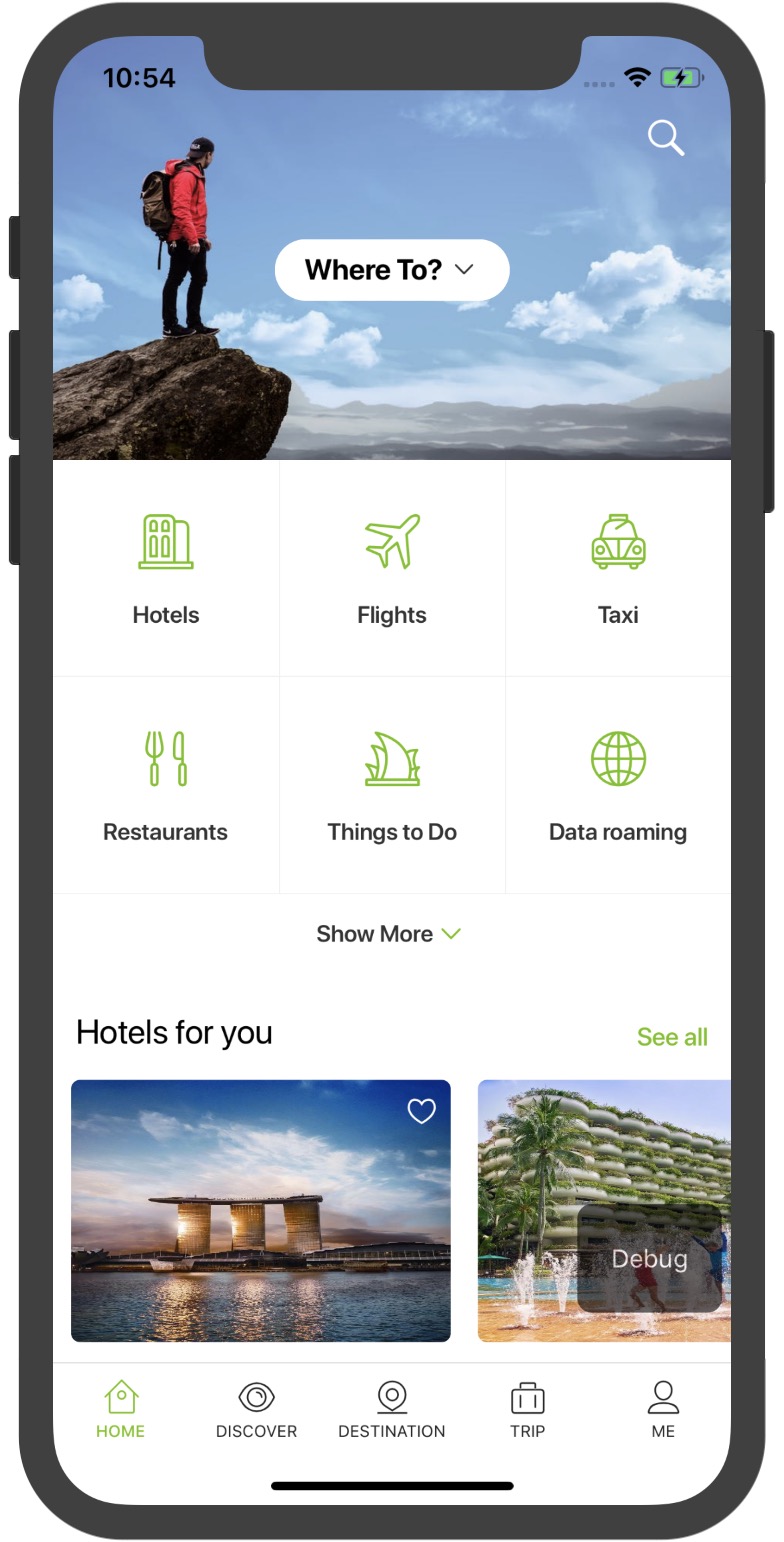 10:54
Where To?
Hotels
Flights
Taxi
Restaurants
Things to Do
Data roaming
Show More
Hotels for you
See all
Debug
HOME
DISCOVER
DESTINATION
TRIP
ME